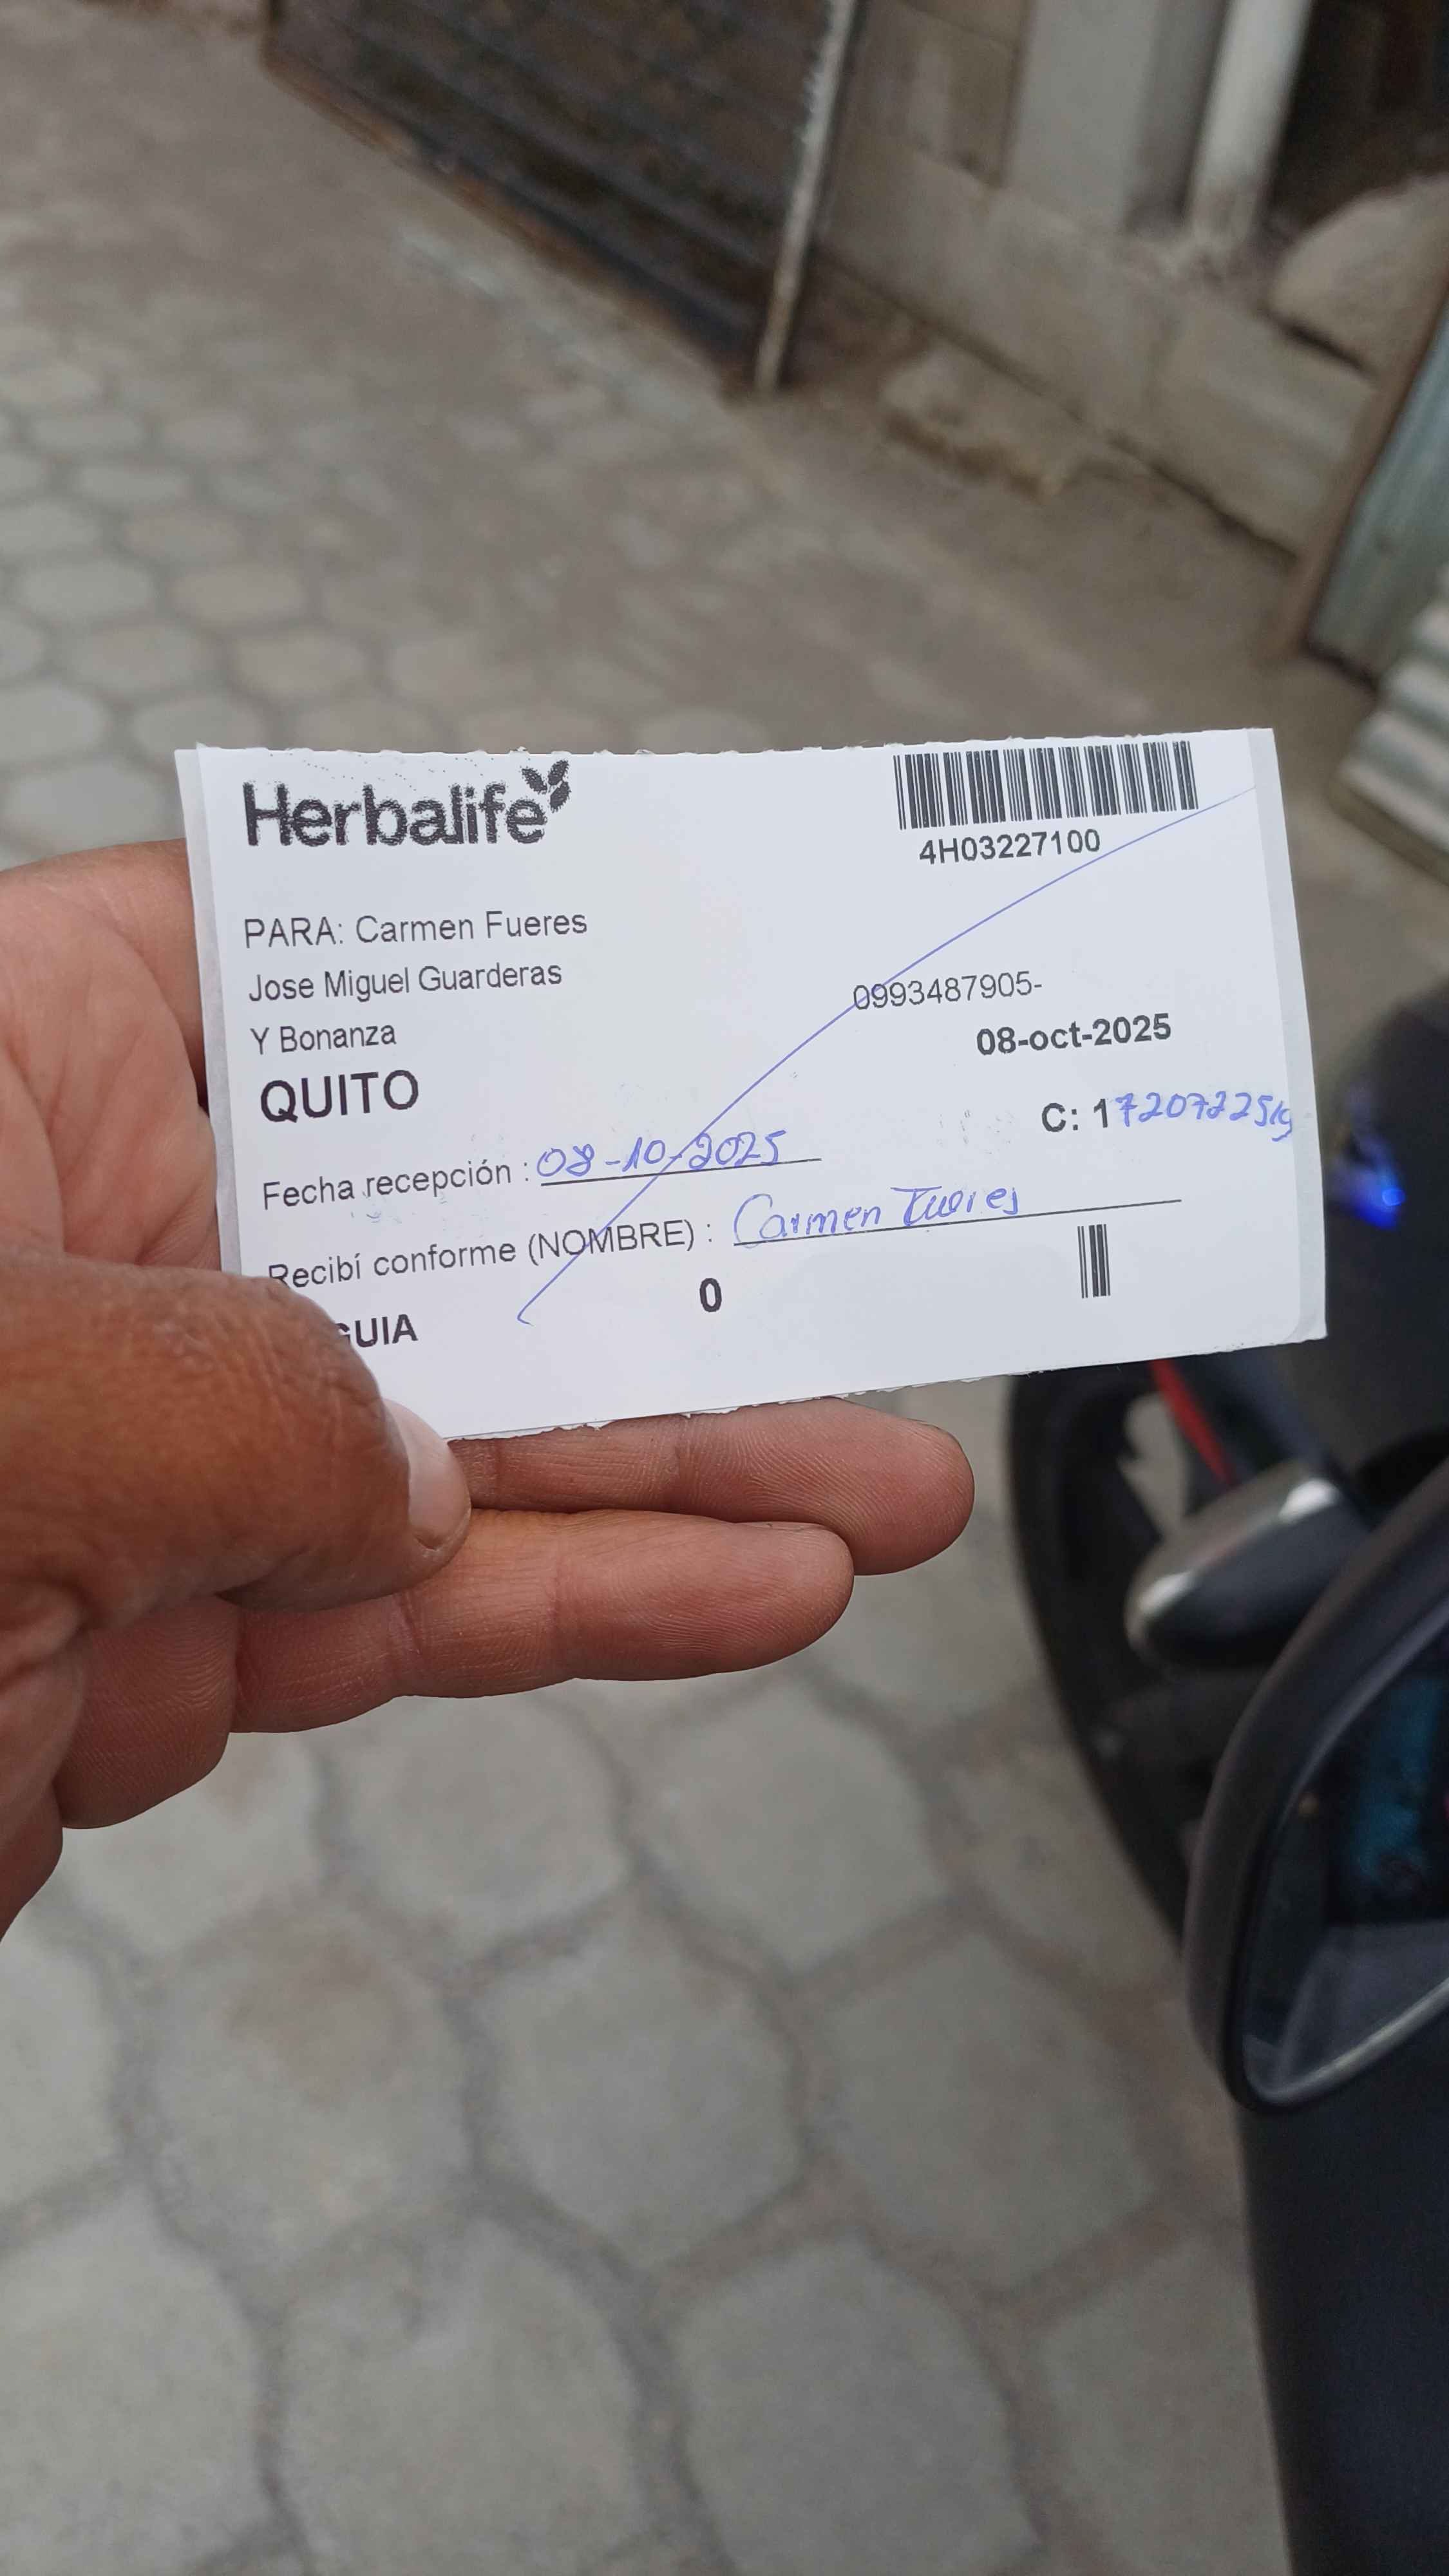 Herbalife
4H03227100
PARA: Carmen Fueres
Jose Miguel Guarderas
0993487905-
Y Bonanza
08-oct-2025
QUITO
Fecha recepción : 08-10-2025
Recibí conforme (NOMBRE) : Carmen Fueres
0